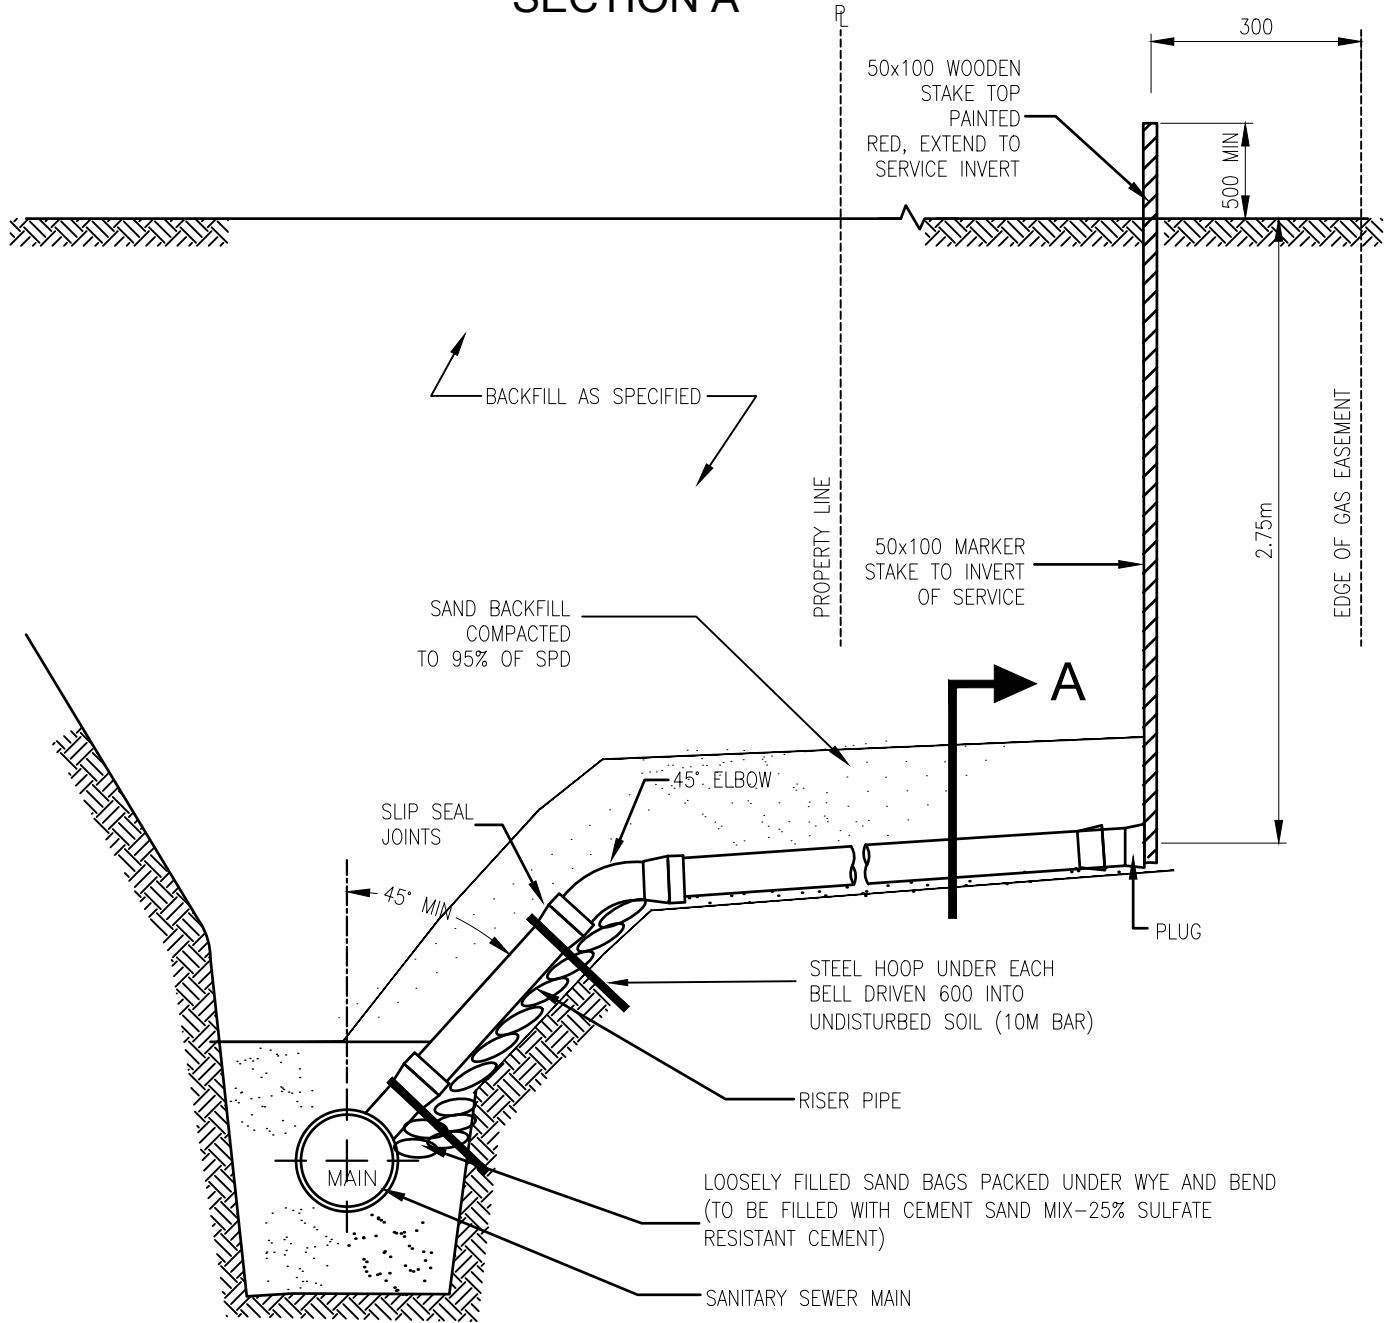 SECTION A
PL
300
50x100 WOODEN
STAKE TOP
PAINTED
RED, EXTEND TO
SERVICE INVERT
500 MIN
BACKFILL AS SPECIFIED
PROPERTY LINE
2.75m
EDGE OF GAS EASEMENT
50x100 MARKER
STAKE TO INVERT
OF SERVICE
SAND BACKFILL
COMPACTED
TO 95% OF SPD
A
45° ELBOW
SLIP SEAL
JOINTS
45° MIN
PLUG
STEEL HOOP UNDER EACH
BELL DRIVEN 600 INTO
UNDISTURBED SOIL (10M BAR)
RISER PIPE
MAIN
LOOSELY FILLED SAND BAGS PACKED UNDER WYE AND BEND
(TO BE FILLED WITH CEMENT SAND MIX-25% SULFATE
RESISTANT CEMENT)
SANITARY SEWER MAIN